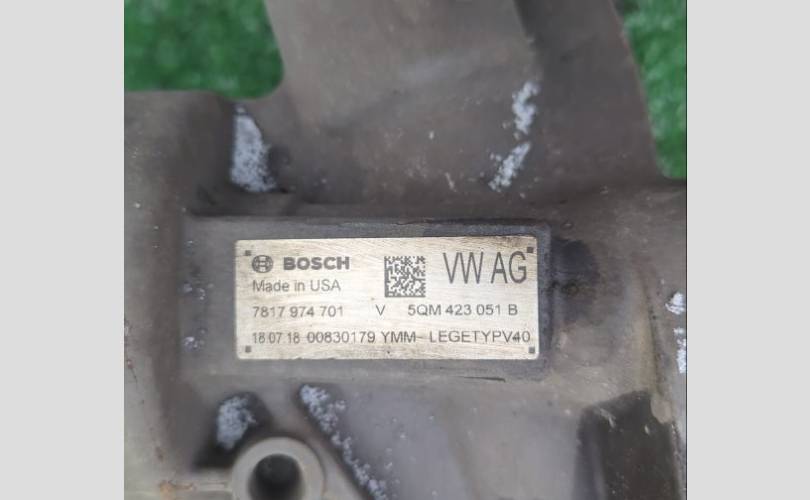 BOSCH VW AG
Made in USA
7817 974 701 V 5QM 423 051 B
18.07.18 00830179 YMM- LEGETYPV40